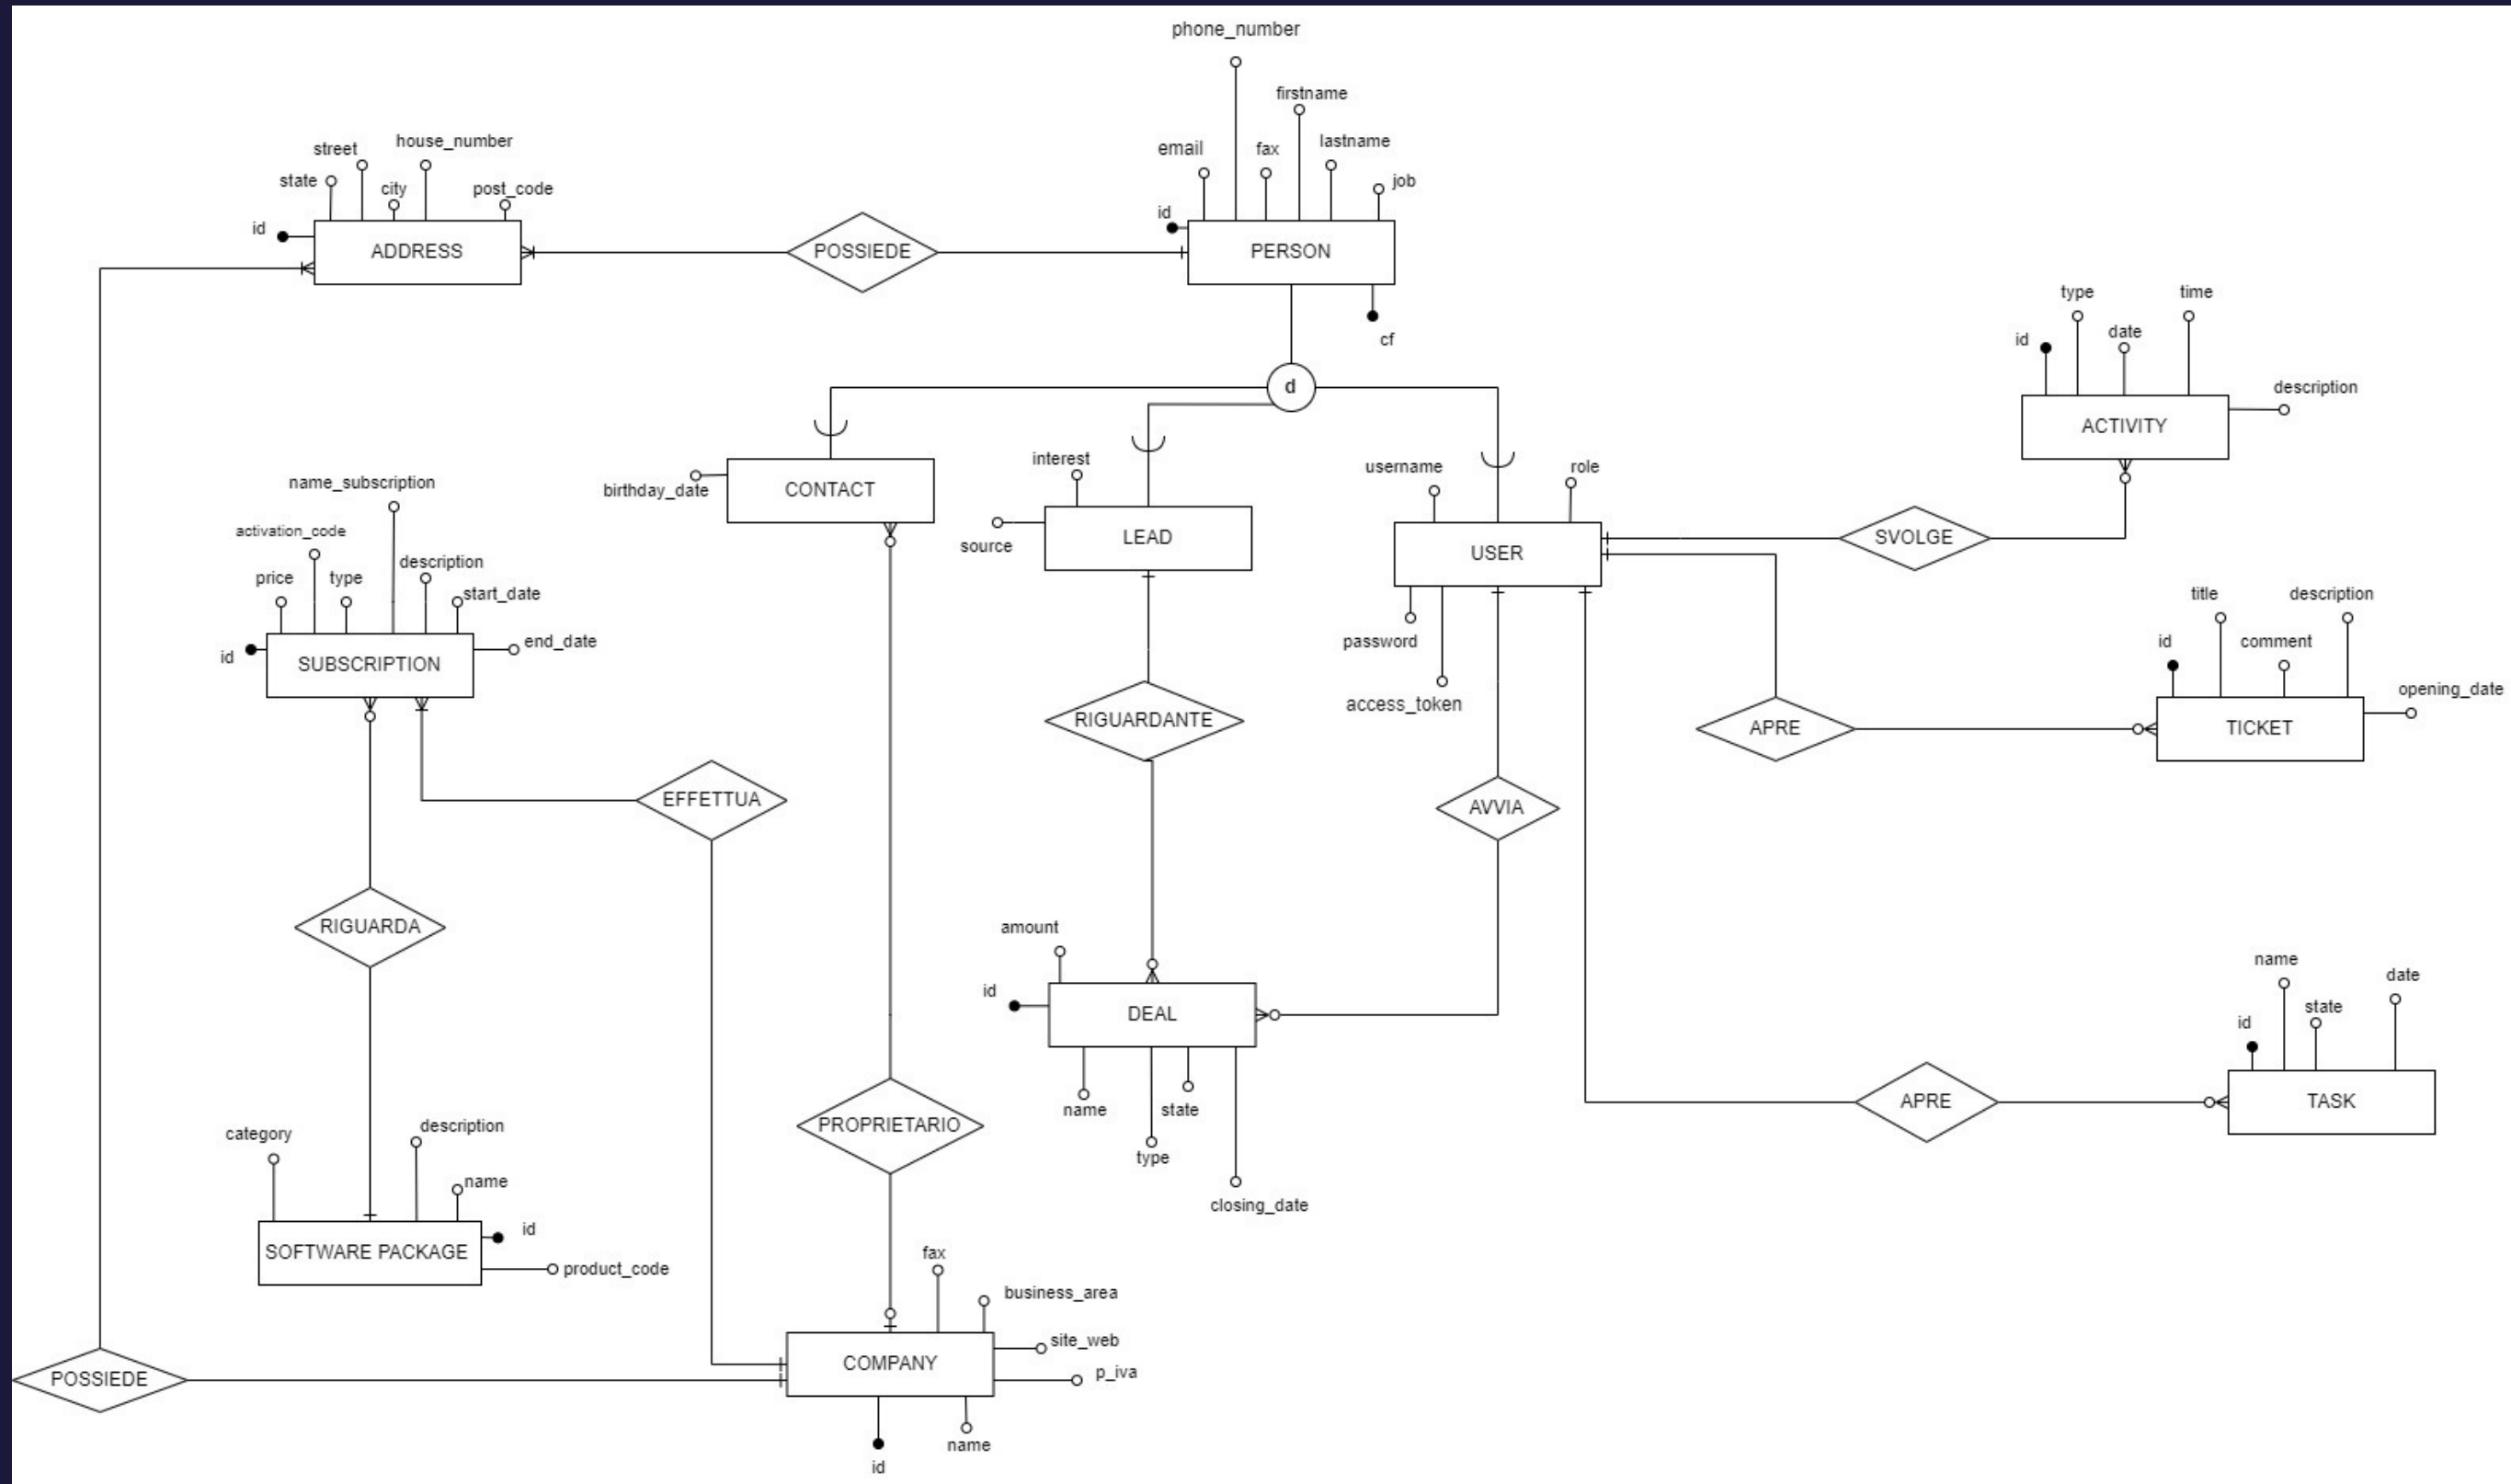 phone_number
firstname
email
fax
lastname
job
id
PERSON
cf
street
house_number
state
city
post_code
id
ADDRESS
POSSIEDE
d
type
time
id
date
description
ACTIVITY
birthday_date
CONTACT
interest
source
LEAD
username
role
USER
password
access_token
SVOLGE
name_subscription
activation_code
description
price
type
start_date
end_date
id
SUBSCRIPTION
title
description
id
comment
opening_date
TICKET
APRE
RIGUARDANTE
EFFETTUA
AVVIA
RIGUARDA
amount
id
DEAL
name
state
type
closing_date
name
date
state
id
TASK
APRE
PROPRIETARIO
category
description
name
id
SOFTWARE PACKAGE
product_code
fax
business_area
site_web
COMPANY
p_iva
POSSIEDE
name
id